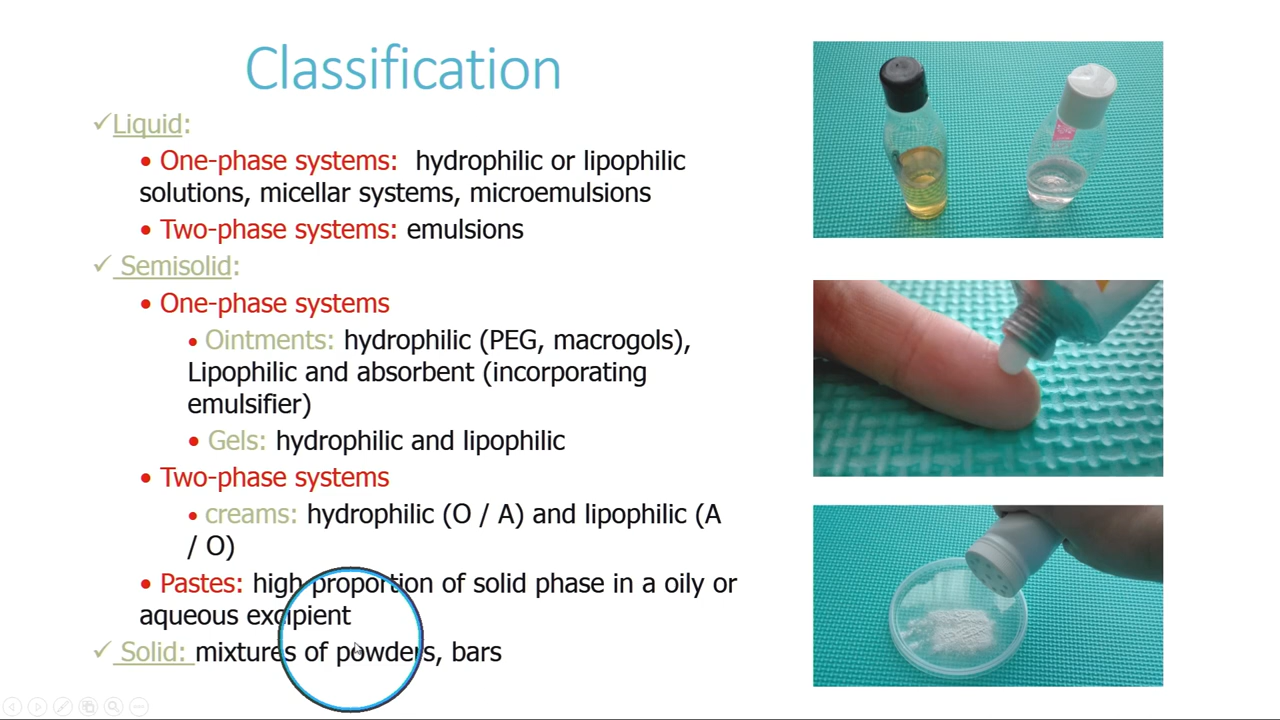 Classification
✓Liquid:
• One-phase systems: hydrophilic or lipophilic
solutions, micellar systems, microemulsions
• Two-phase systems: emulsions
✓ Semisolid:
• One-phase systems
• Ointments: hydrophilic (PEG, macrogols),
Lipophilic and absorbent (incorporating
emulsifier)
• Gels: hydrophilic and lipophilic
• Two-phase systems
• creams: hydrophilic (O / A) and lipophilic (A
/ O)
• Pastes: high proportion of solid phase in a oily or
aqueous excipient
✓ Solid: mixtures of powders, bars